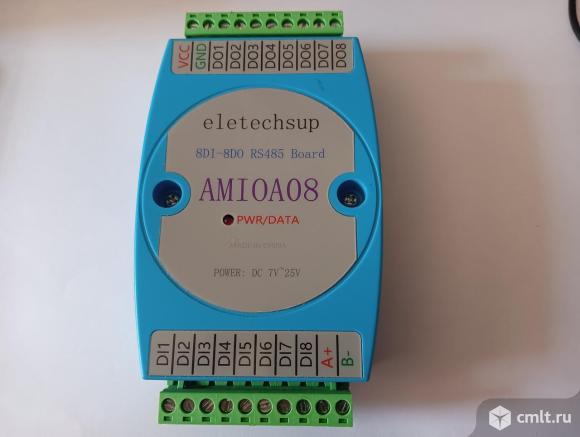 VCC GND DO1 DO2 DO3 DO4 DO5 DO6 DO7 DO8
eletechsup
8DI-8DO RS485 Board
AMIOA08
PWR/DATA
MADE IN CHINA
POWER: DC 7V~25V
DI1 DI2 DI3 DI4 DI5 DI6 DI7 DI8 A+ B-
cmlt.ru